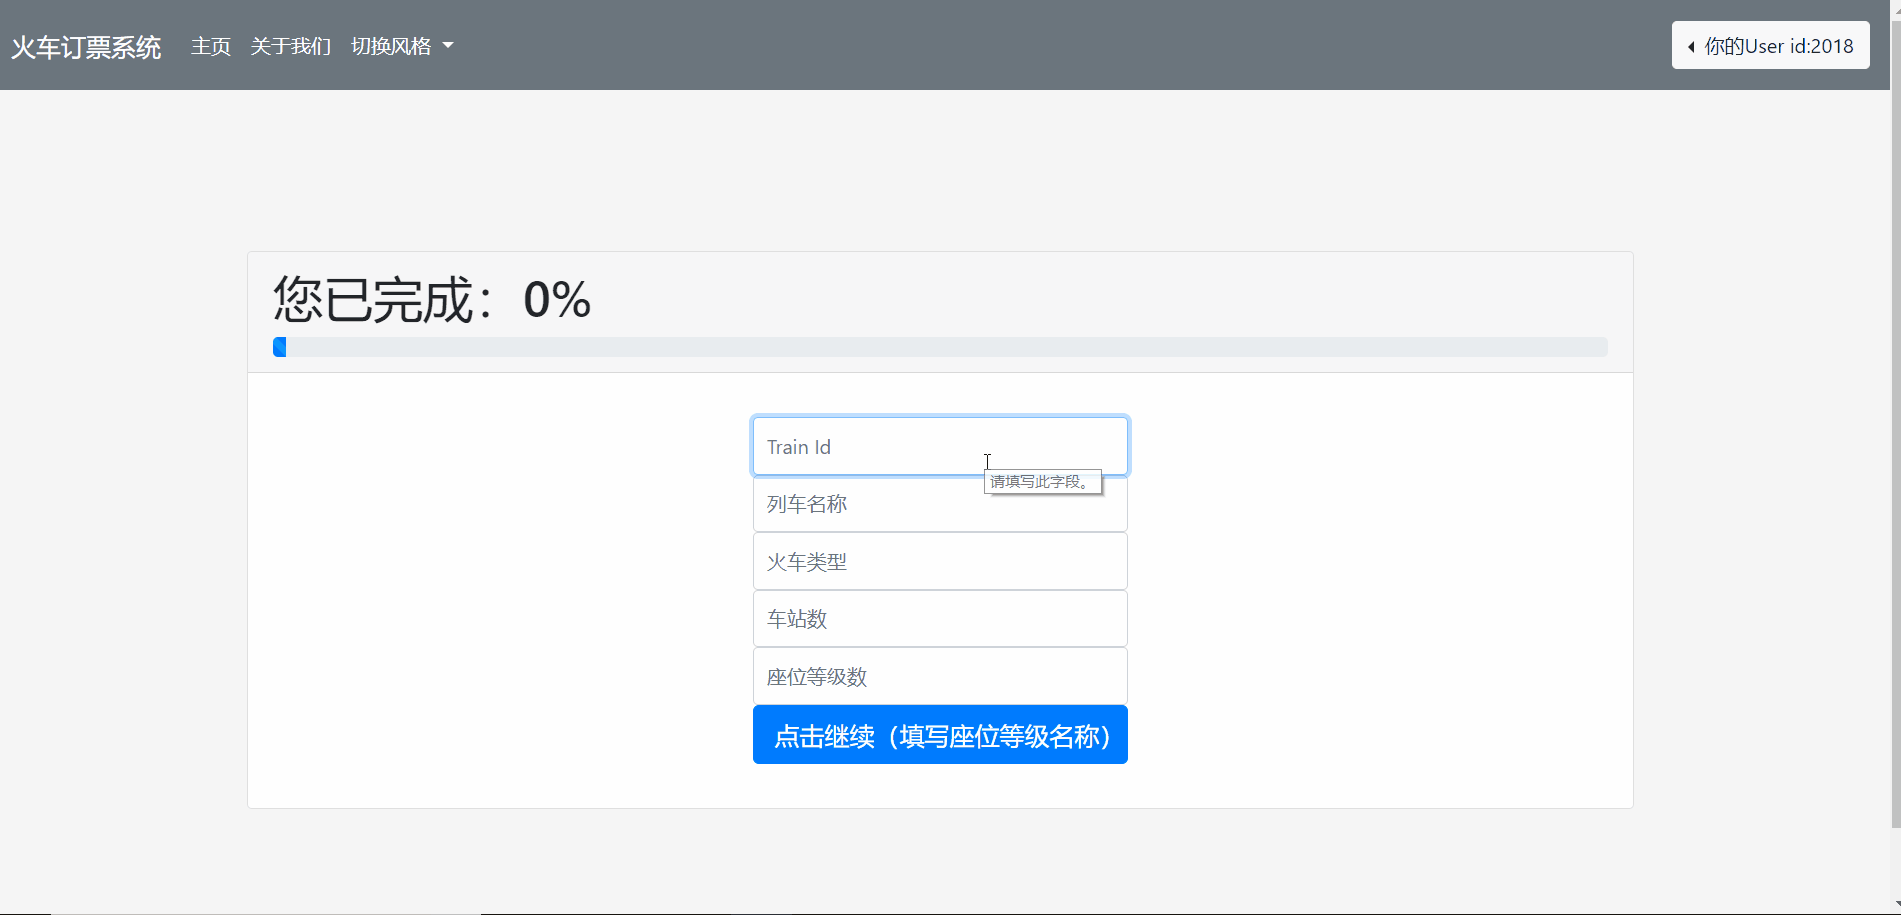 火车订票系统 主页 关于我们 切换风格 你的User id:2018
您已完成：0%
Train Id
请填写此字段。
列车名称
火车类型
车站数
座位等级数
点击继续（填写座位等级名称）